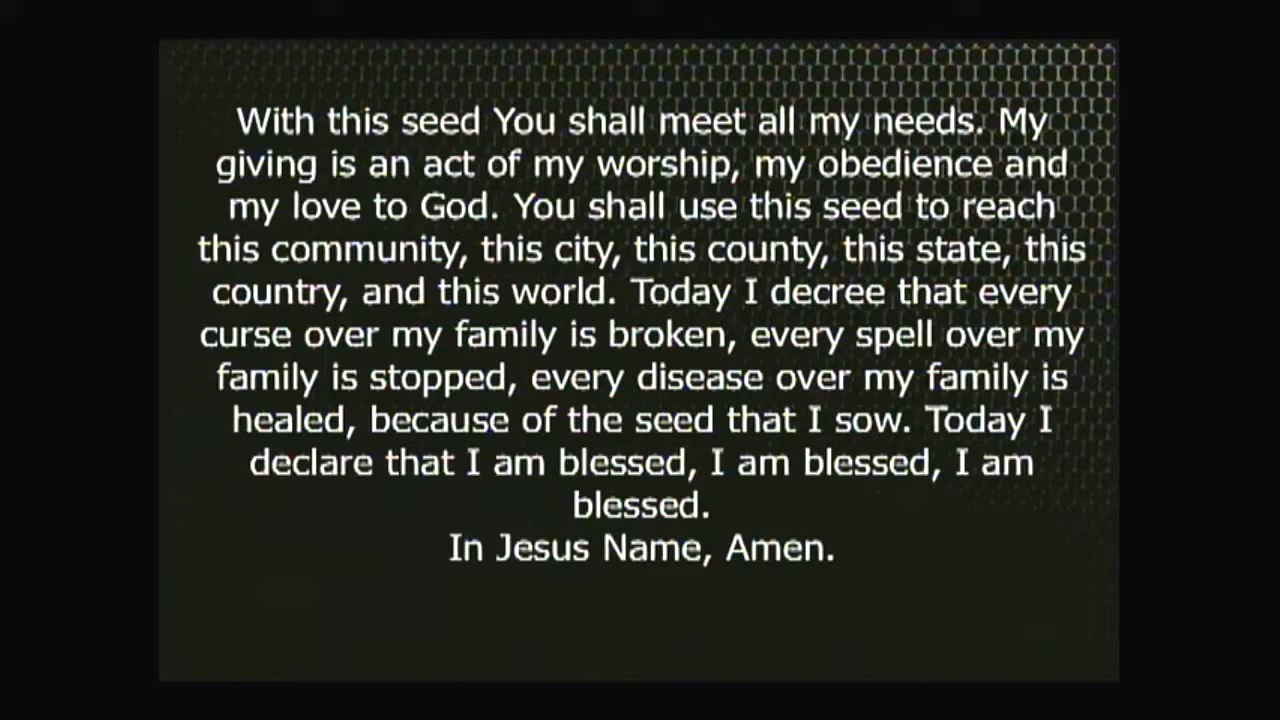 With this seed You shall meet all my needs. My
giving is an act of my worship, my obedience and
my love to God. You shall use this seed to reach
this community, this city, this county, this state, this
country, and this world. Today I decree that every
curse over my family is broken, every spell over my
family is stopped, every disease over my family is
healed, because of the seed that I sow. Today I
declare that I am blessed, I am blessed, I am
blessed.
In Jesus Name, Amen.